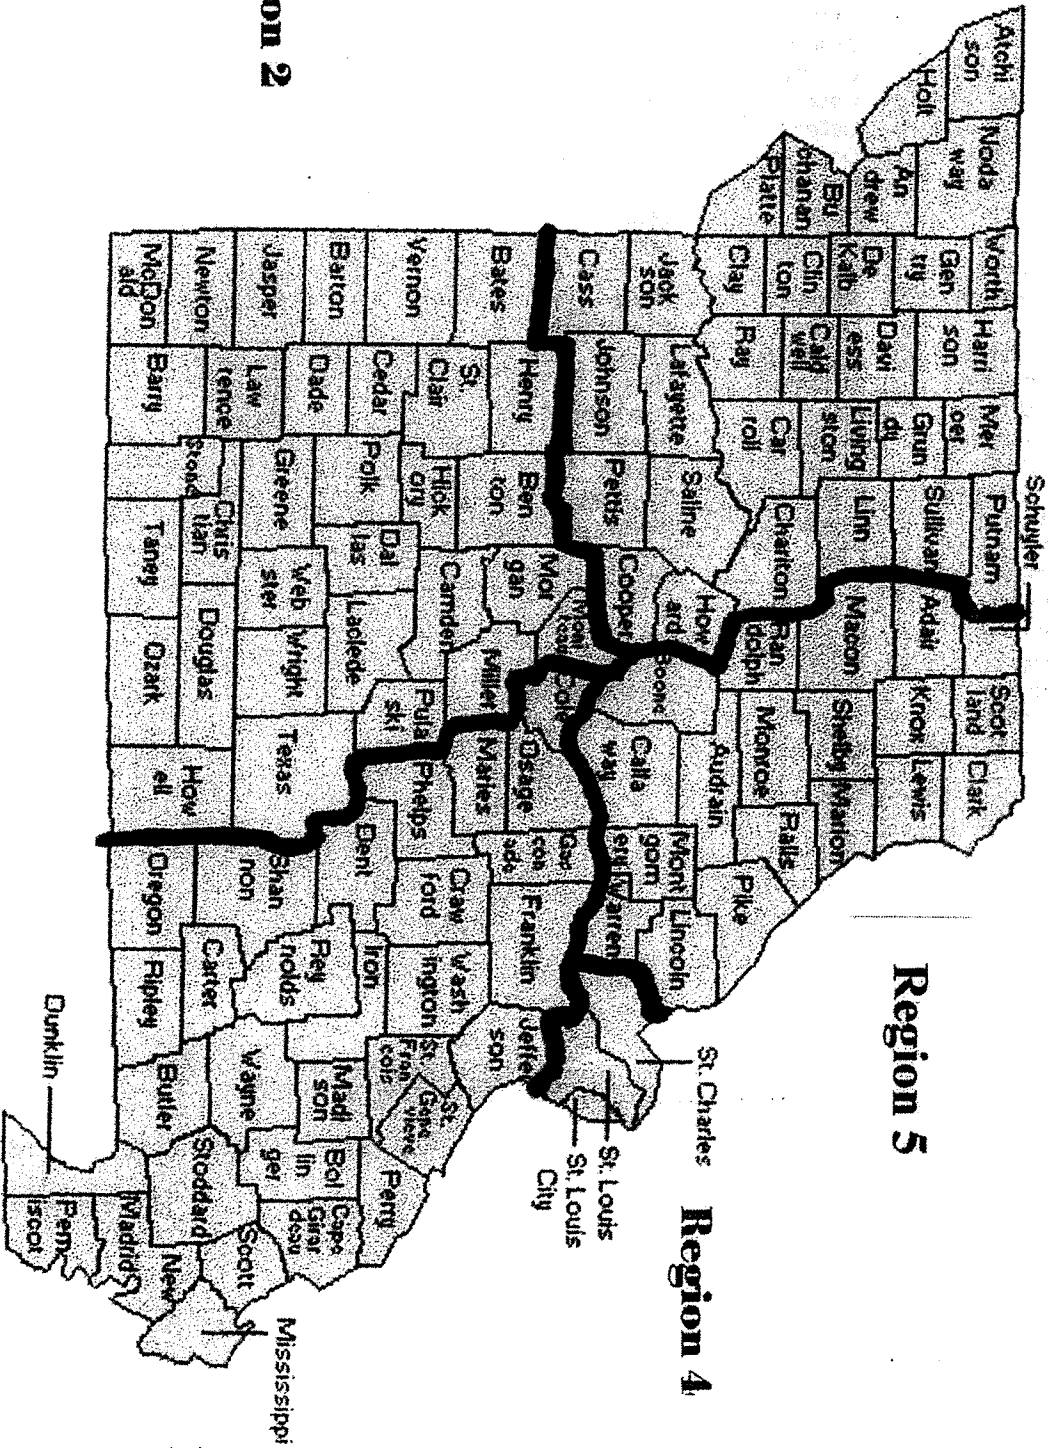 Schuyler
Atchi
son
Noda
way
Worth
Harri
son
Mer
cer
Putnam
Scot
land
Clark
Holt
An
drew
Gen
try
Grun
dy
Sullivan
Adair
Knox
Lewis
De
Kalb
Davi
ess
Living
ston
Linn
Macon
Shelby
Marion
Bu
chanan
Clin
ton
Cald
well
Platte
Clay
Ray
Car
roll
Chariton
Ran
dolph
Monroe
Ralls
Region 5
Pike
Audrain
How
ard
Boone
Saline
Lafayette
Jack
son
Cass
Johnson
Pettis
Cooper
Moni
teau
Cole
Calla
way
Mont
gom
ery
Warren
Lincoln
St. Charles
St. Louis
St. Louis
City
Region 4
Bates
Henry
Ben
ton
Mor
gan
Miller
Osage
Gas
con
ade
Franklin
Jeffer
son
Vernon
St.
Clair
Hick
ory
Camden
Maries
Pula
ski
Phelps
Craw
ford
Wash
ington
St.
Fran
cois
St.
Gene
vieve
Perry
Barton
Cedar
Polk
Dal
las
Laclede
Dent
Iron
Madi
son
Bol
lin
ger
Cape
Girar
deau
Jasper
Dade
Greene
Web
ster
Wright
Texas
Shan
non
Rey
nolds
Wayne
Newton
Law
rence
Chris
tian
Douglas
Carter
Stoddard
Scott
Mississippi
McDon
ald
Barry
Stone
Taney
Ozark
How
ell
Oregon
Ripley
Butler
New
Madrid
Pem
iscot
Dunklin
on 2